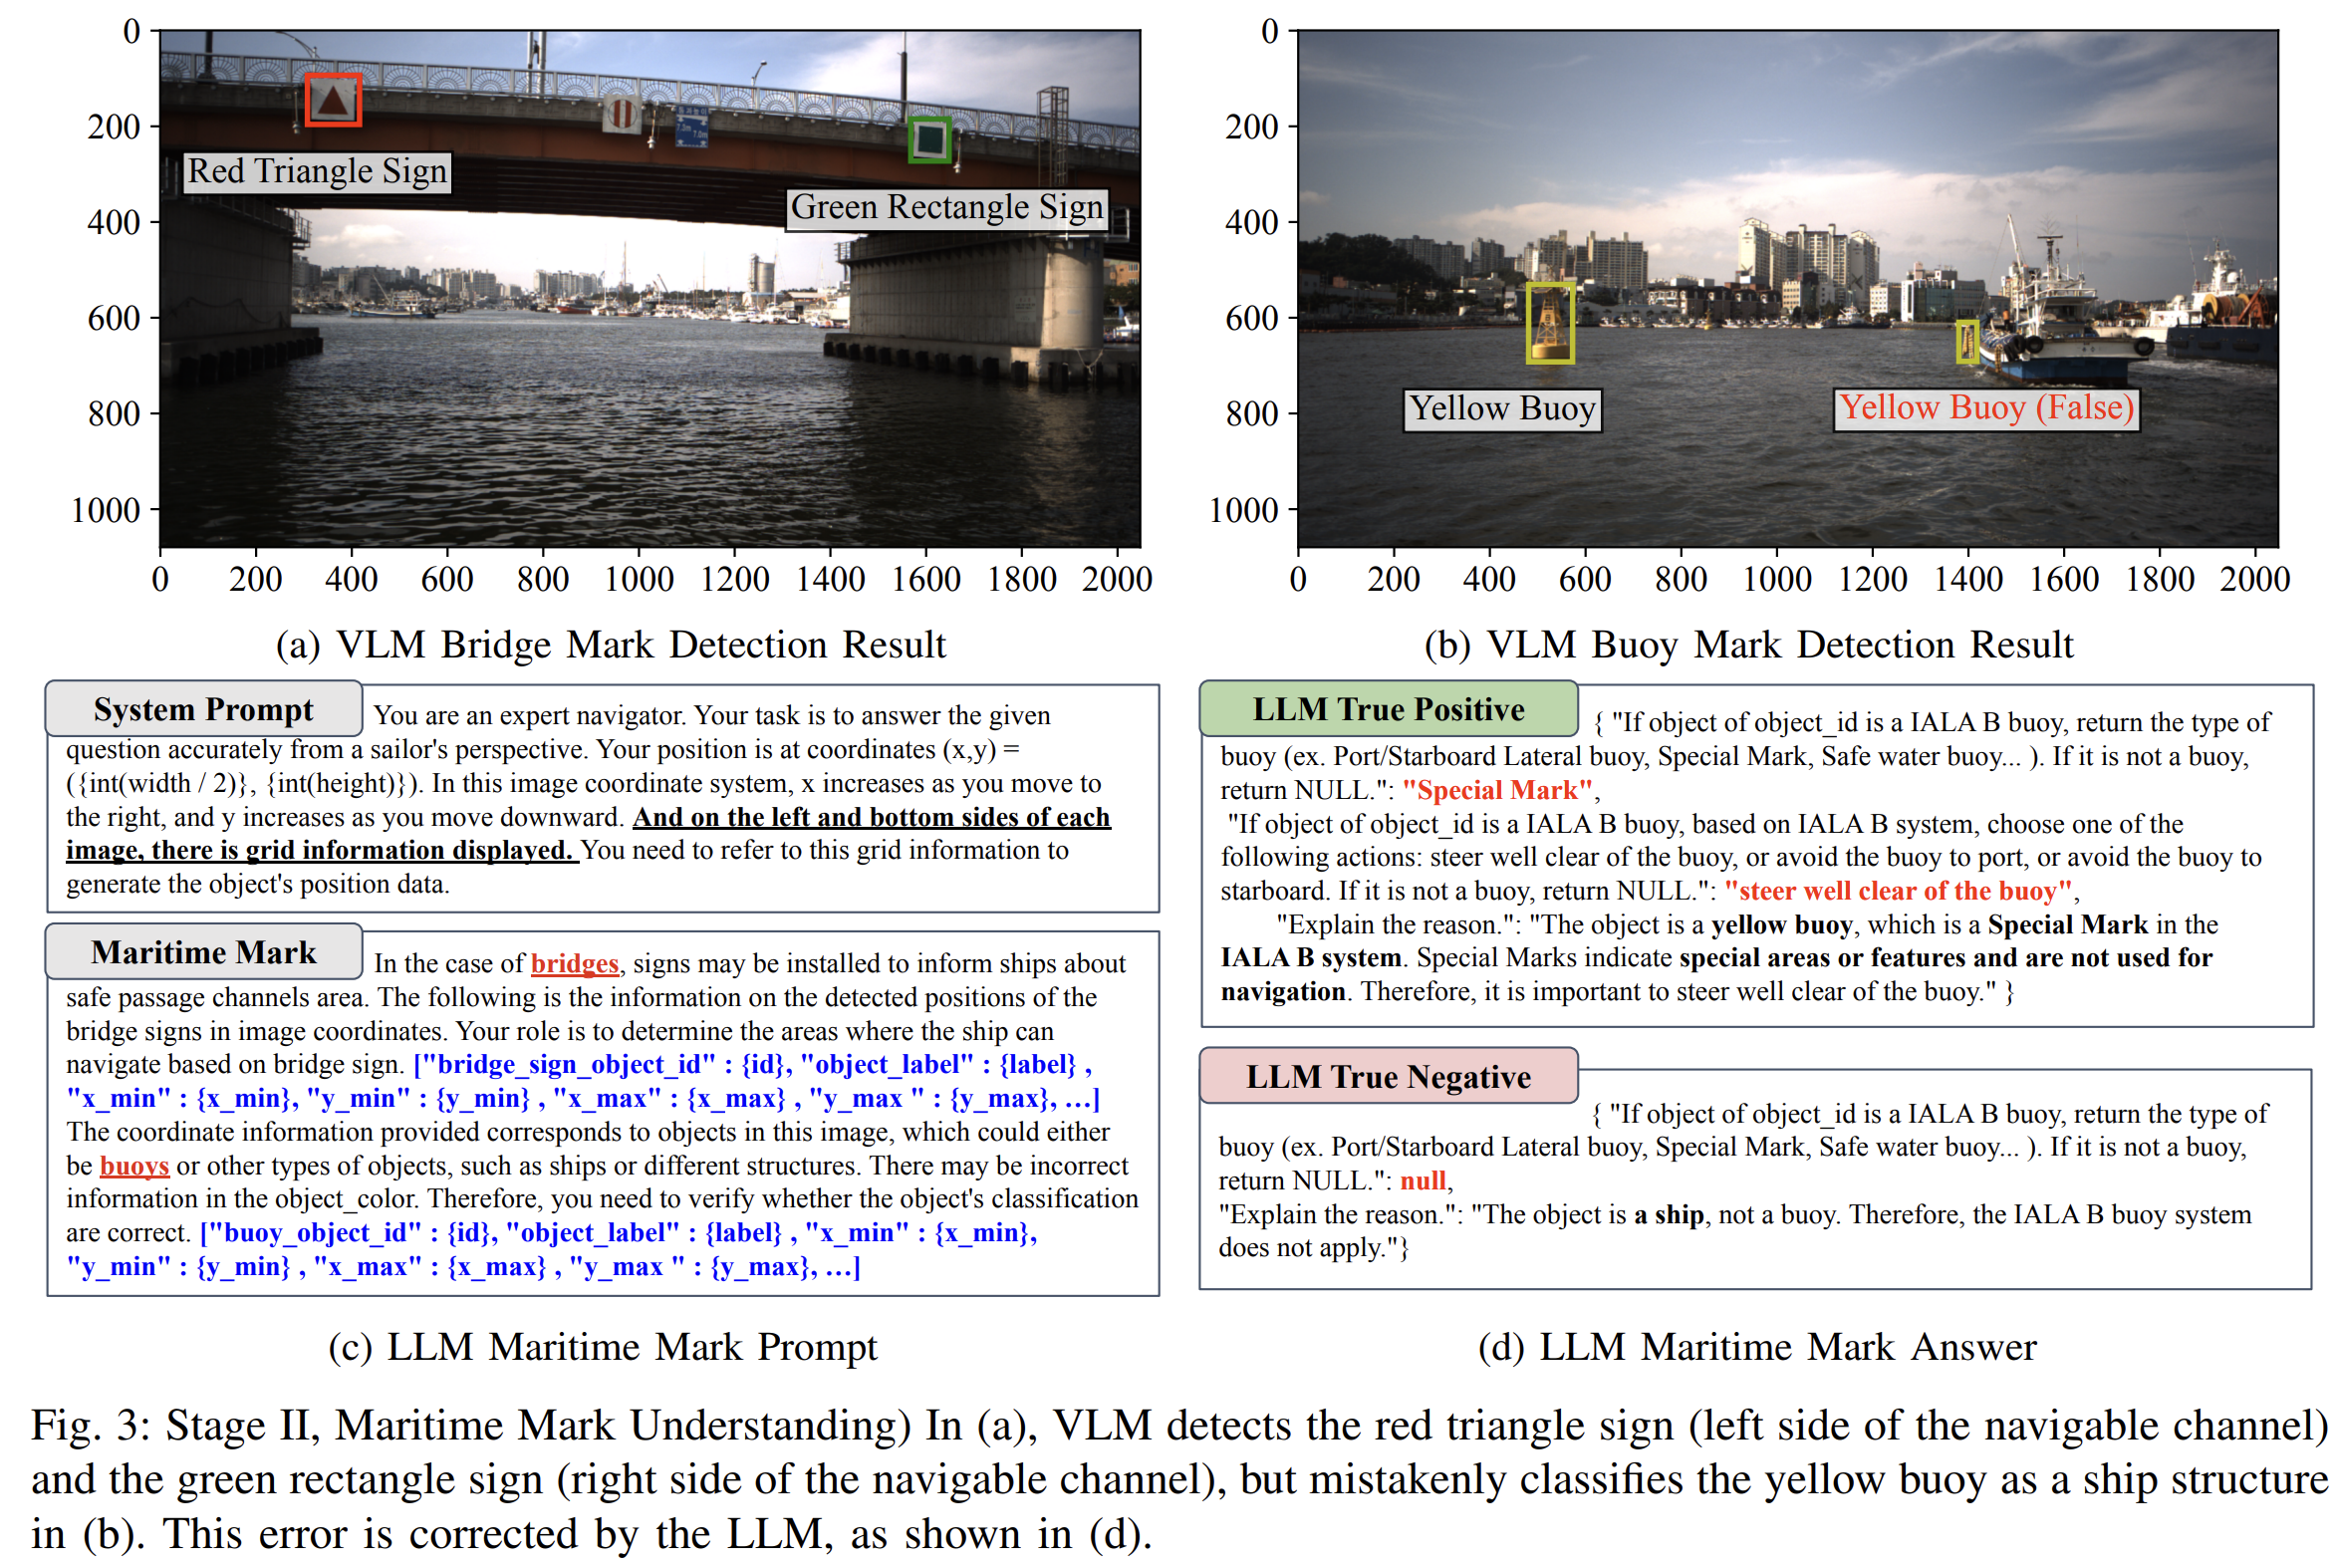 0
200
400
600
800
1000
0 200 400 600 800 1000 1200 1400 1600 1800 2000
Red Triangle Sign
Green Rectangle Sign
(a) VLM Bridge Mark Detection Result
0
200
400
600
800
1000
0 200 400 600 800 1000 1200 1400 1600 1800 2000
Yellow Buoy
Yellow Buoy (False)
(b) VLM Buoy Mark Detection Result
System Prompt
You are an expert navigator. Your task is to answer the given
question accurately from a sailor's perspective. Your position is at coordinates (x,y) =
({int(width / 2)}, {int(height)}). In this image coordinate system, x increases as you move to
the right, and y increases as you move downward. And on the left and bottom sides of each
image, there is grid information displayed. You need to refer to this grid information to
generate the object's position data.
Maritime Mark
In the case of bridges, signs may be installed to inform ships about
safe passage channels area. The following is the information on the detected positions of the
bridge signs in image coordinates. Your role is to determine the areas where the ship can
navigate based on bridge sign. ["bridge_sign_object_id" : {id}, "object_label" : {label} ,
"x_min" : {x_min}, "y_min" : {y_min} , "x_max" : {x_max} , "y_max " : {y_max}, …]
The coordinate information provided corresponds to objects in this image, which could either
be buoys or other types of objects, such as ships or different structures. There may be incorrect
information in the object_color. Therefore, you need to verify whether the object's classification
are correct. ["buoy_object_id" : {id}, "object_label" : {label} , "x_min" : {x_min},
"y_min" : {y_min} , "x_max" : {x_max} , "y_max " : {y_max}, …]
(c) LLM Maritime Mark Prompt
LLM True Positive
{ "If object of object_id is a IALA B buoy, return the type of
buoy (ex. Port/Starboard Lateral buoy, Special Mark, Safe water buoy... ). If it is not a buoy,
return NULL.": "Special Mark",
"If object of object_id is a IALA B buoy, based on IALA B system, choose one of the
following actions: steer well clear of the buoy, or avoid the buoy to port, or avoid the buoy to
starboard. If it is not a buoy, return NULL.": "steer well clear of the buoy",
"Explain the reason.": "The object is a yellow buoy, which is a Special Mark in the
IALA B system. Special Marks indicate special areas or features and are not used for
navigation. Therefore, it is important to steer well clear of the buoy." }
LLM True Negative
{ "If object of object_id is a IALA B buoy, return the type of
buoy (ex. Port/Starboard Lateral buoy, Special Mark, Safe water buoy... ). If it is not a buoy,
return NULL.": null,
"Explain the reason.": "The object is a ship, not a buoy. Therefore, the IALA B buoy system
does not apply."}
(d) LLM Maritime Mark Answer
Fig. 3: Stage II, Maritime Mark Understanding) In (a), VLM detects the red triangle sign (left side of the navigable channel)
and the green rectangle sign (right side of the navigable channel), but mistakenly classifies the yellow buoy as a ship structure
in (b). This error is corrected by the LLM, as shown in (d).